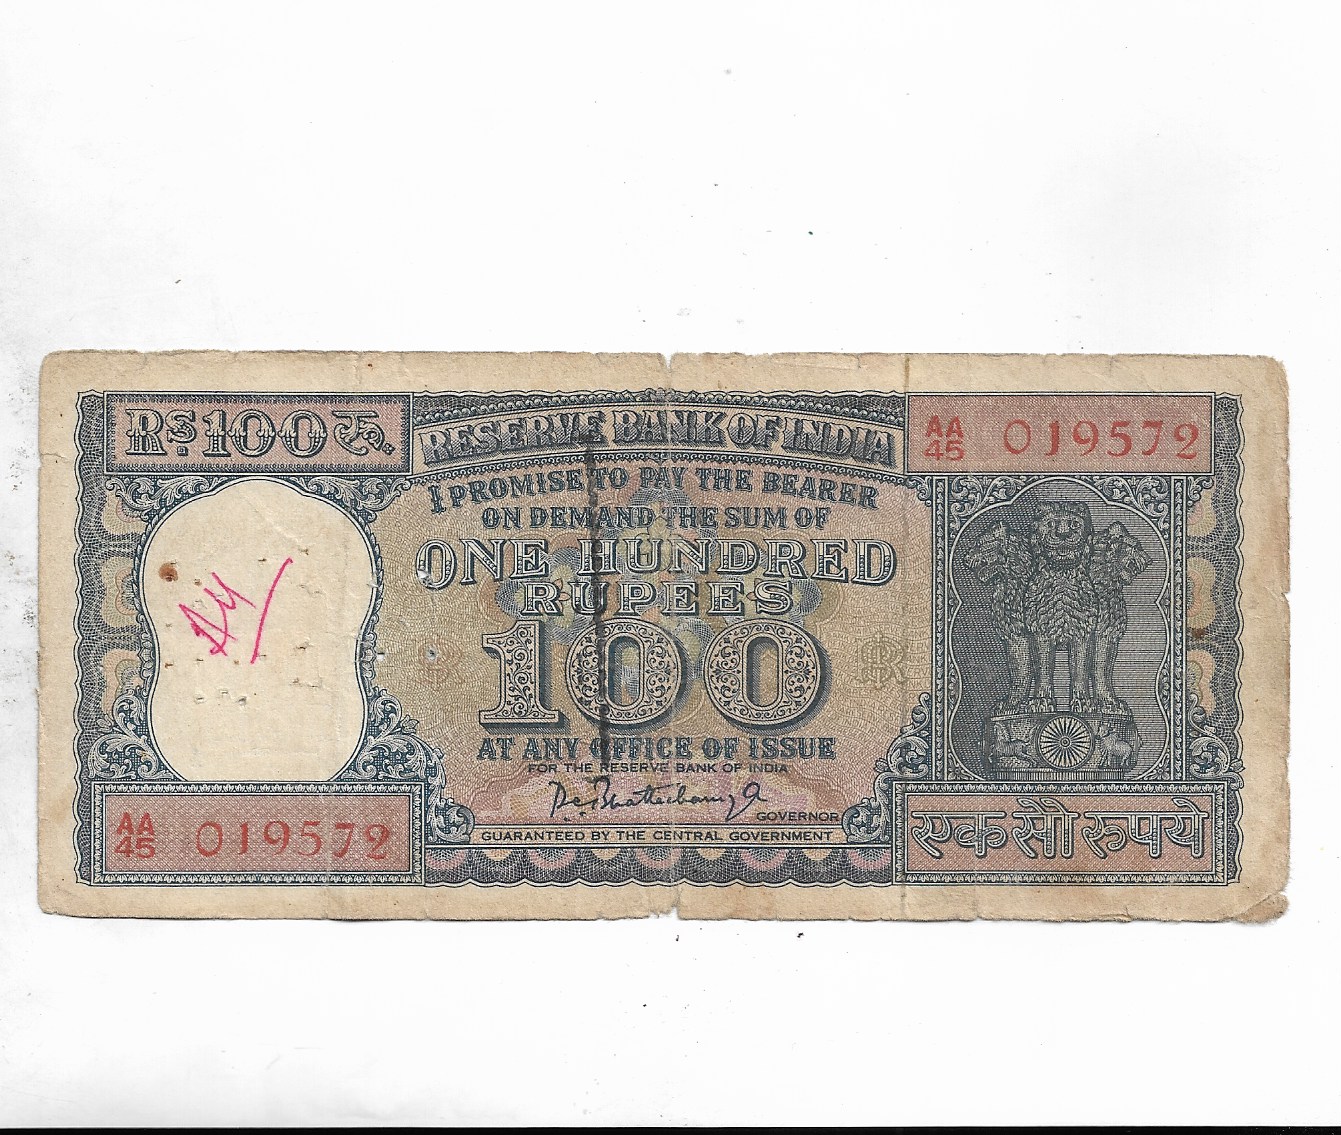 RS.100 रु.
RESERVE BANK OF INDIA
AA
45 019572
I PROMISE TO PAY THE BEARER
ON DEMAND THE SUM OF
ONE HUNDRED
RUPEES
100
AT ANY OFFICE OF ISSUE
FOR THE RESERVE BANK OF INDIA
GOVERNOR
GUARANTEED BY THE CENTRAL GOVERNMENT
AA
45 019572
एक सौ रुपये